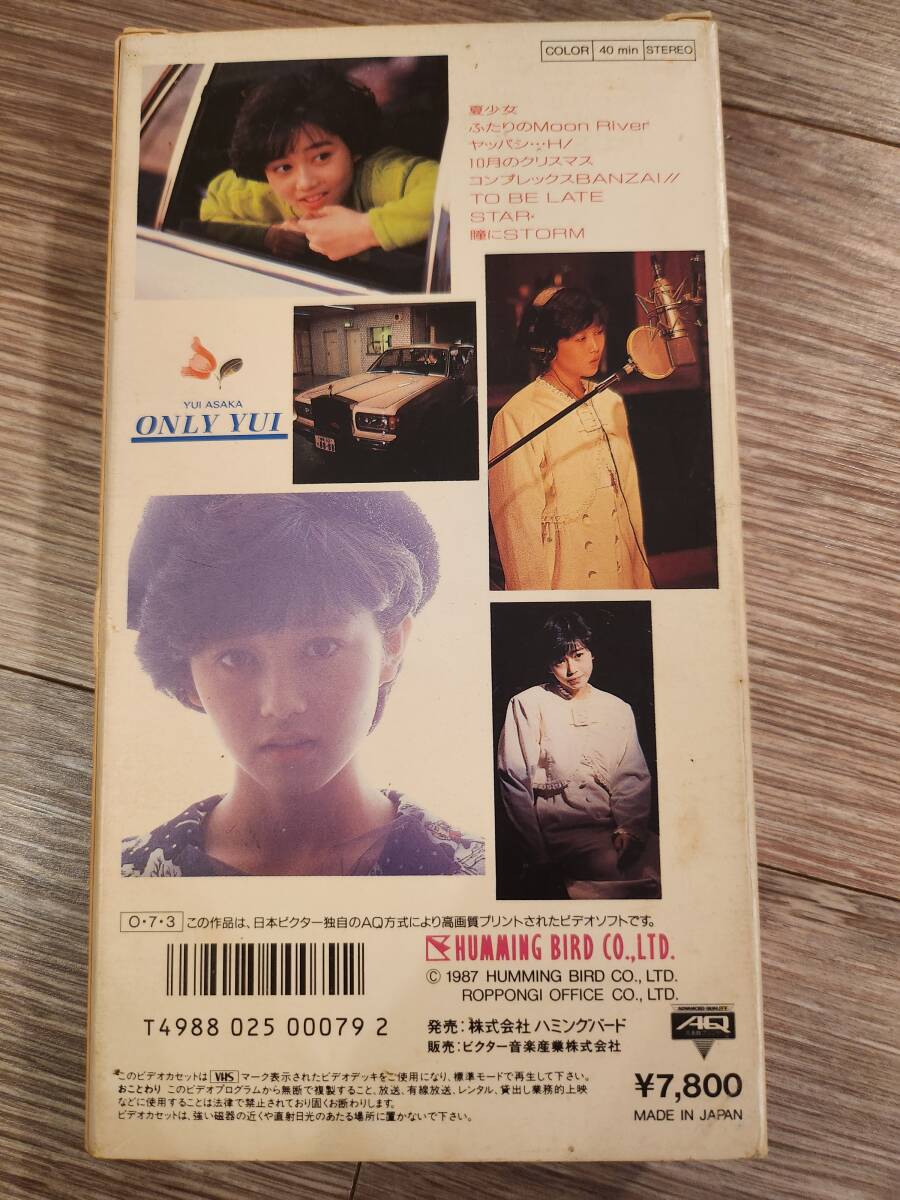 COLOR 40 min STEREO
夏少女
ふたりのMoon River
ヤッパシ…H!
10月のクリスマス
コンプレックスBANZAI!!
TO BE LATE
STAR・
瞳にSTORM
YUI ASAKA
ONLY YUI
O・7・3 この作品は、日本ビクター独自のAQ方式により高画質プリントされたビデオソフトです。
HUMMING BIRD CO.,LTD.
© 1987 HUMMING BIRD CO., LTD.
ROPPONGI OFFICE CO., LTD.
T4988 025 00079 2
発売：株式会社 ハミングバード
販売：ビクター音楽産業株式会社
ADVANCED QUALITY
AQ
このビデオカセットは VHS マーク表示されたビデオデッキをご使用になり、標準モードで再生して下さい。
おことわり このビデオプログラムから無断で複製すること、放送、有線放送、レンタル、貸出し業務的上映
などに使用することは法律で禁止されており固くお断わりします。
ビデオカセットは、強い磁器の近くや直射日光のあたる場所に置かないで下さい。
¥7,800
MADE IN JAPAN